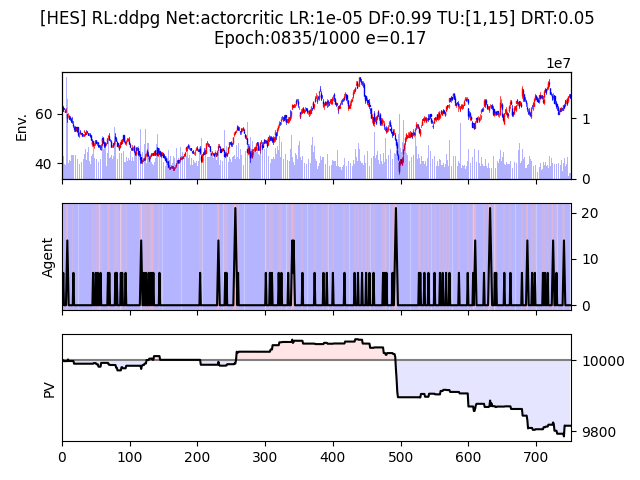 [HES] RL:ddpg Net:actorcritic LR:1e-05 DF:0.99 TU:[1,15] DRT:0.05
Epoch:0835/1000 e=0.17
1e7
Env.
60
40
1
0
Agent
20
10
0
PV
10000
9800
0 100 200 300 400 500 600 700